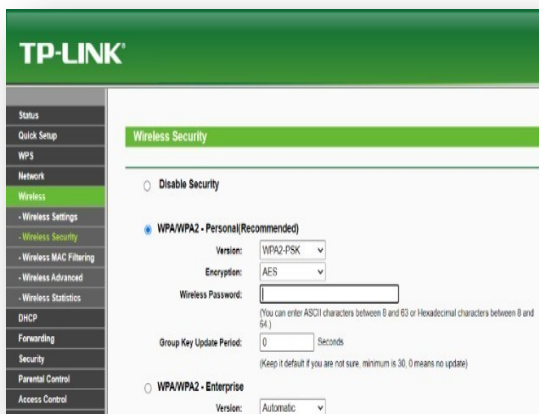 TP-LINK®
Status
Quick Setup
WPS
Network
Wireless
- Wireless Settings
- Wireless Security
- Wireless MAC Filtering
- Wireless Advanced
- Wireless Statistics
DHCP
Forwarding
Security
Parental Control
Access Control
Wireless Security
Disable Security
WPA/WPA2 - Personal(Recommended)
Version: WPA2-PSK
Encryption: AES
Wireless Password:
(You can enter ASCII characters between 8 and 63 or Hexadecimal characters between 8 and
64.)
Group Key Update Period: 0 Seconds
(Keep it default if you are not sure, minimum is 30, 0 means no update)
WPA/WPA2 - Enterprise
Version: Automatic